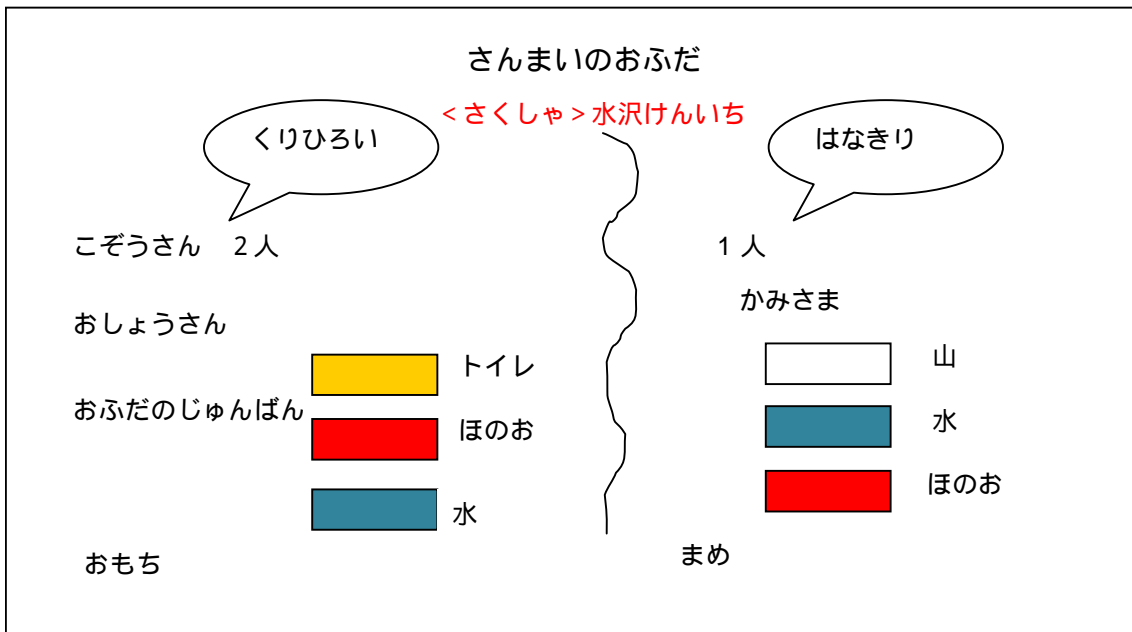 さんまいのおふだ
<さくしゃ>水沢けんいち
くりひろい
はなきり
こぞうさん 2人
1人
おしょうさん
かみさま
おふだのじゅんばん
トイレ
ほのお
水
山
水
ほのお
おもち
まめ